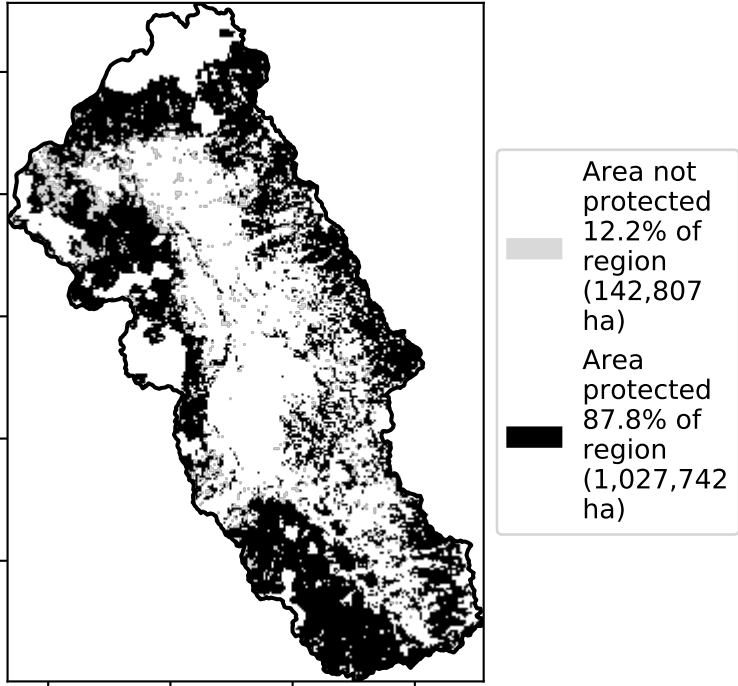 Area not
protected
12.2% of
region
(142,807
ha)
Area
protected
87.8% of
region
(1,027,742
ha)